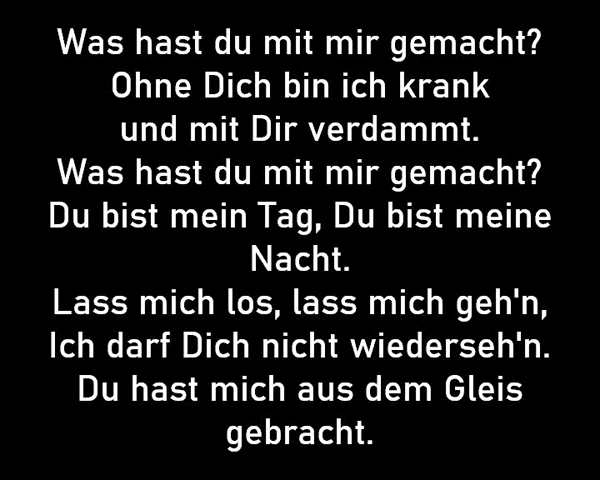 Was hast du mit mir gemacht?
Ohne Dich bin ich krank
und mit Dir verdammt.
Was hast du mit mir gemacht?
Du bist mein Tag, Du bist meine
Nacht.
Lass mich los, lass mich geh'n,
Ich darf Dich nicht wiederseh'n.
Du hast mich aus dem Gleis
gebracht.